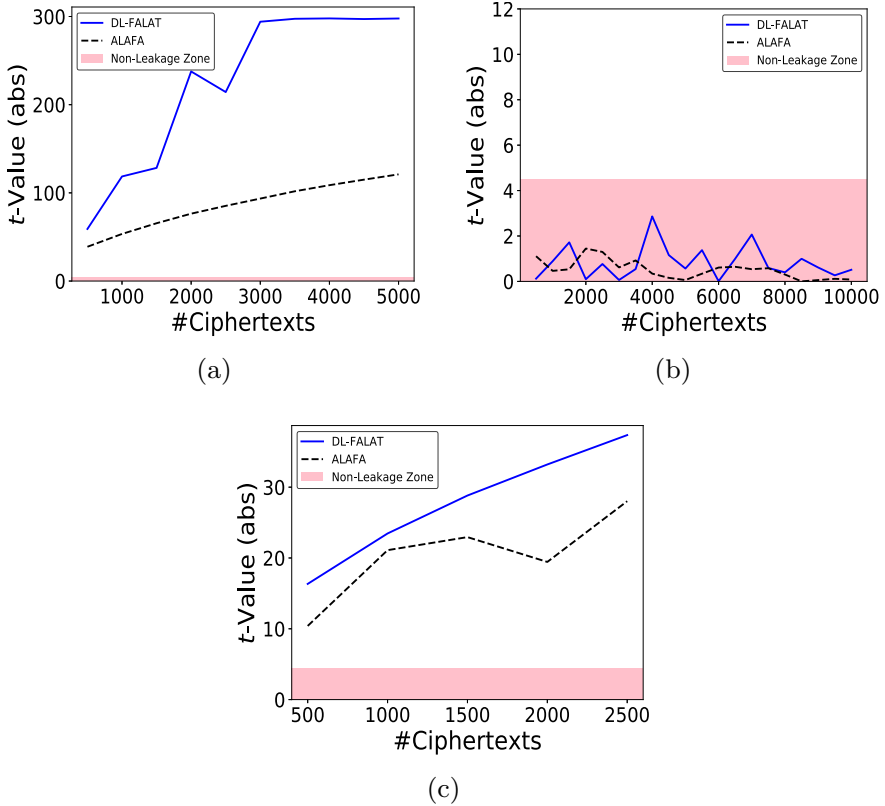 DL-FALAT
ALAFA
Non-Leakage Zone
t-Value (abs)
300
200
100
0
1000 2000 3000 4000 5000
#Ciphertexts
(a)
DL-FALAT
ALAFA
Non-Leakage Zone
t-Value (abs)
12
10
8
6
4
2
0
2000 4000 6000 8000 10000
#Ciphertexts
(b)
DL-FALAT
ALAFA
Non-Leakage Zone
t-Value (abs)
30
20
10
0
500 1000 1500 2000 2500
#Ciphertexts
(c)